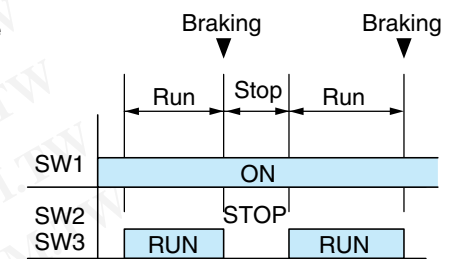 Braking Braking
Run Stop Run
SW1 ON
SW2 STOP
SW3 RUN RUN